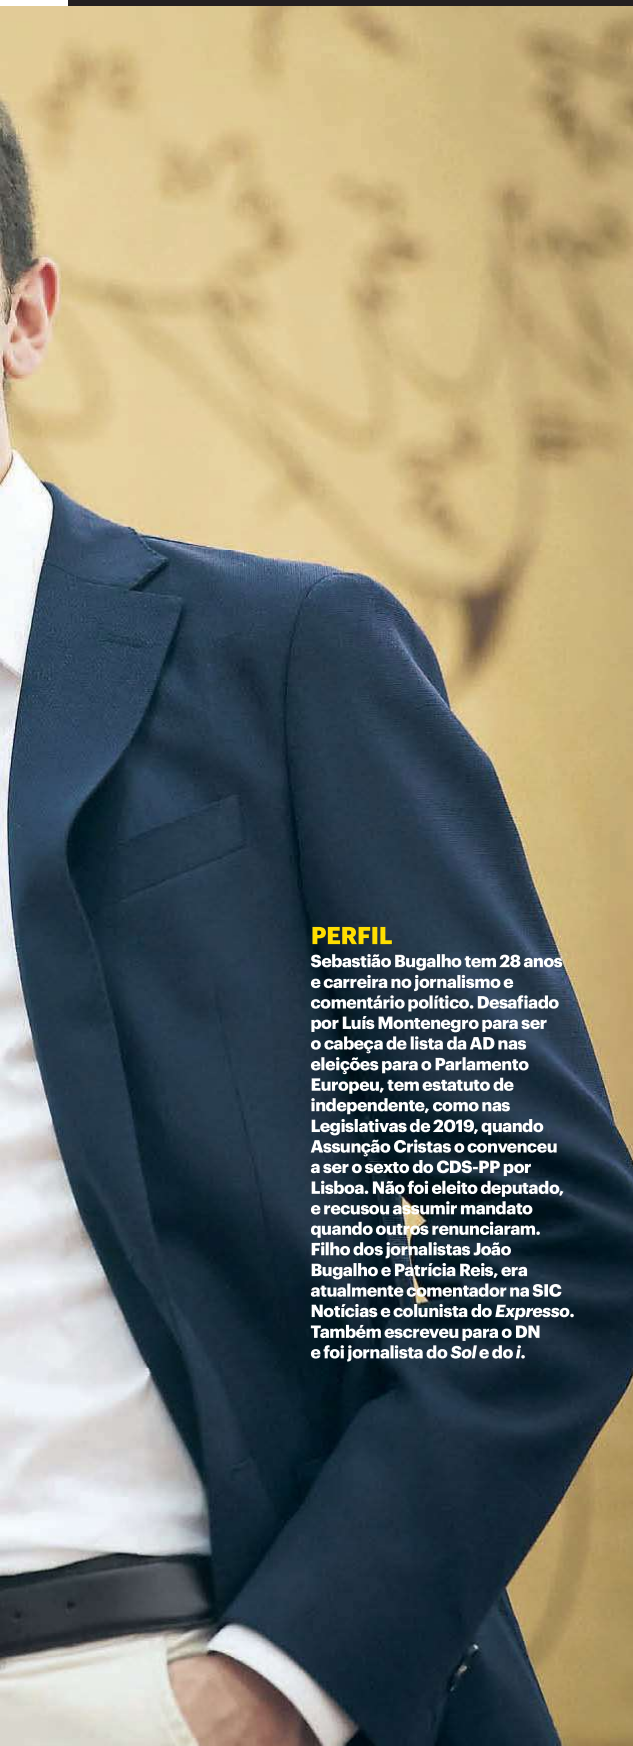 PERFIL
Sebastião Bugalho tem 28 anos
e carreira no jornalismo e
comentário político. Desafiado
por Luís Montenegro para ser
o cabeça de lista da AD nas
eleições para o Parlamento
Europeu, tem estatuto de
independente, como nas
Legislativas de 2019, quando
Assunção Cristas o convenceu
a ser o sexto do CDS-PP por
Lisboa. Não foi eleito deputado,
e recusou assumir mandato
quando outros renunciaram.
Filho dos jornalistas João
Bugalho e Patrícia Reis, era
atualmente comentador na SIC
Notícias e colunista do Expresso.
Também escreveu para o DN
e foi jornalista do Sol e do i.